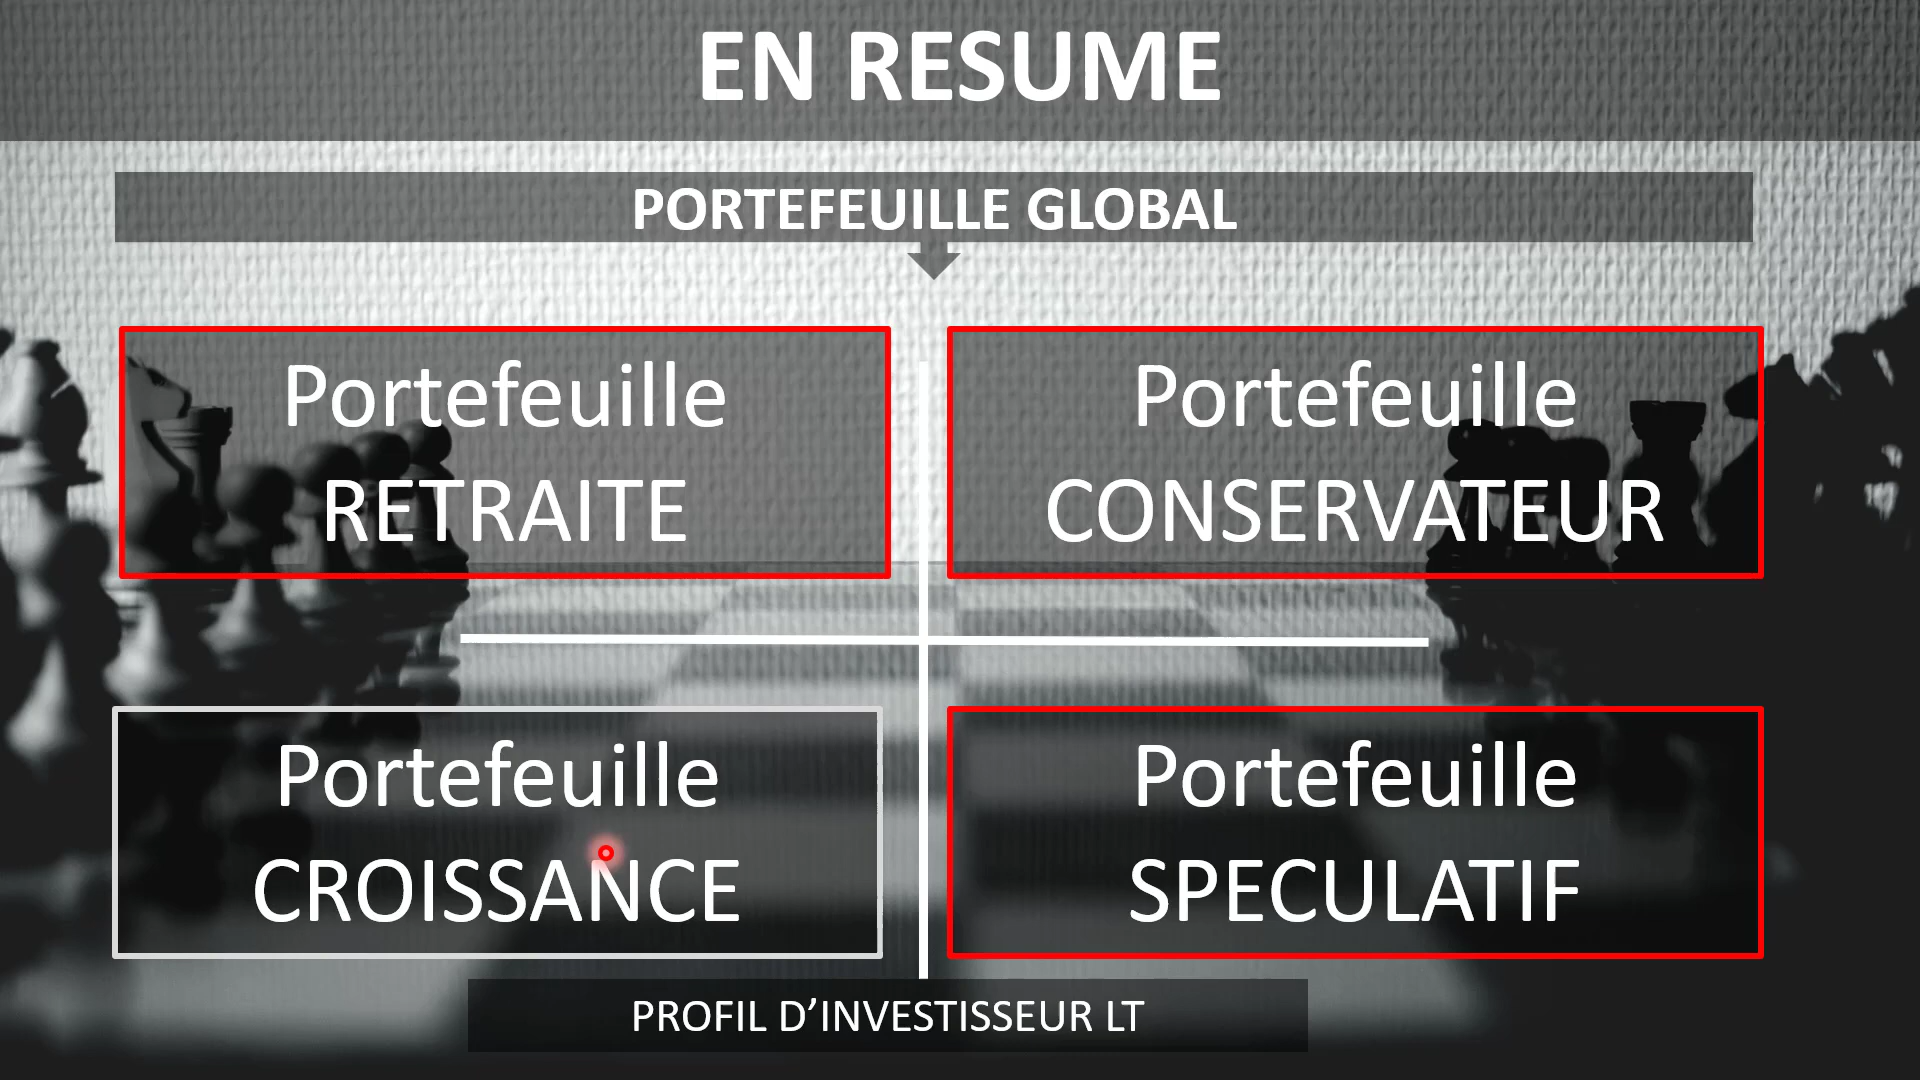 EN RESUME
PORTEFEUILLE GLOBAL
Portefeuille
RETRAITE
Portefeuille
CONSERVATEUR
Portefeuille
CROISSANCE
Portefeuille
SPECULATIF
PROFIL D’INVESTISSEUR LT